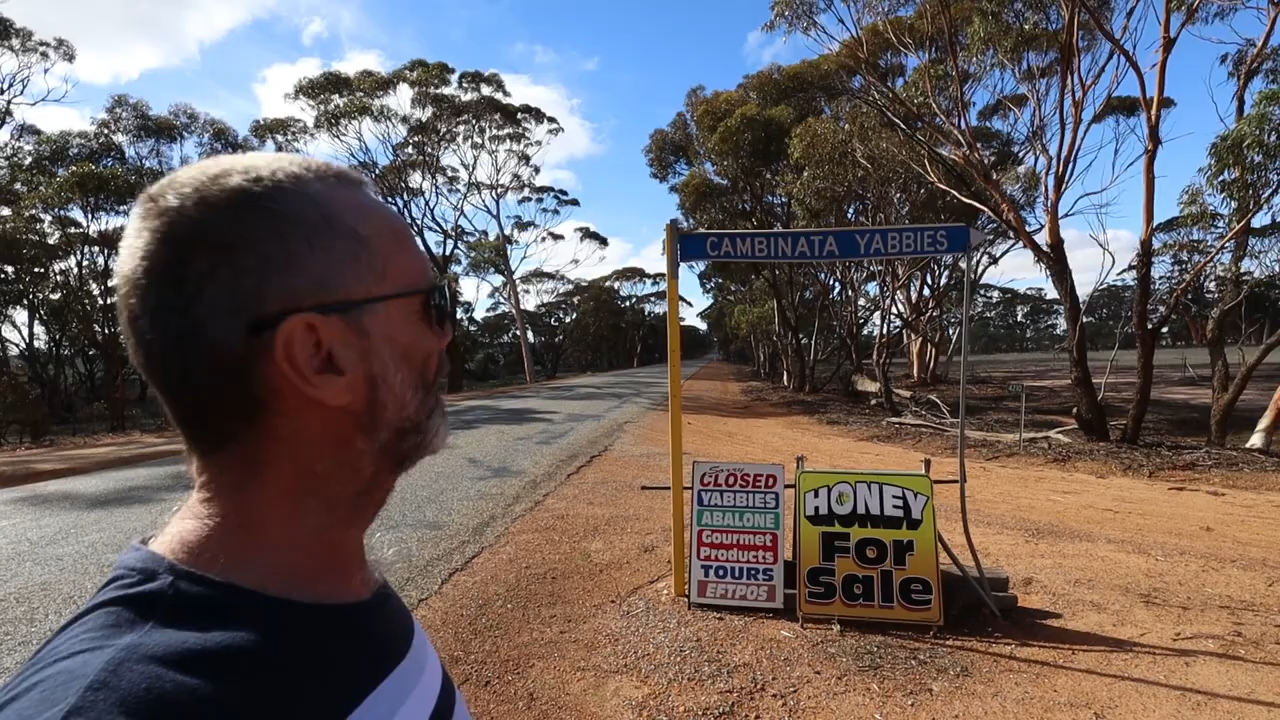 CAMBINATA YABBIES
Sorry
CLOSED
YABBIES
ABALONE
Gourmet
Products
TOURS
EFTPOS
HONEY
For
Sale